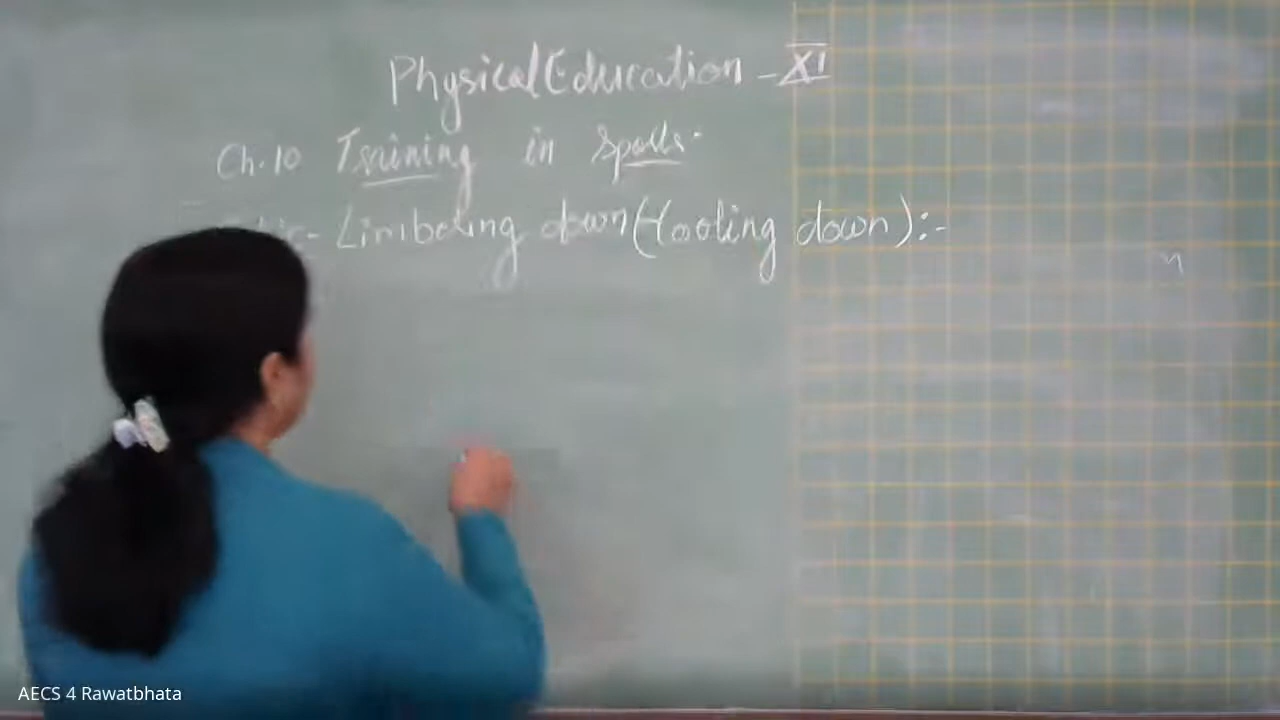 Physical Education - XI
Ch. 10 Training in Sports.
Limbering down (Cooling down):-
AECS 4 Rawatbhata